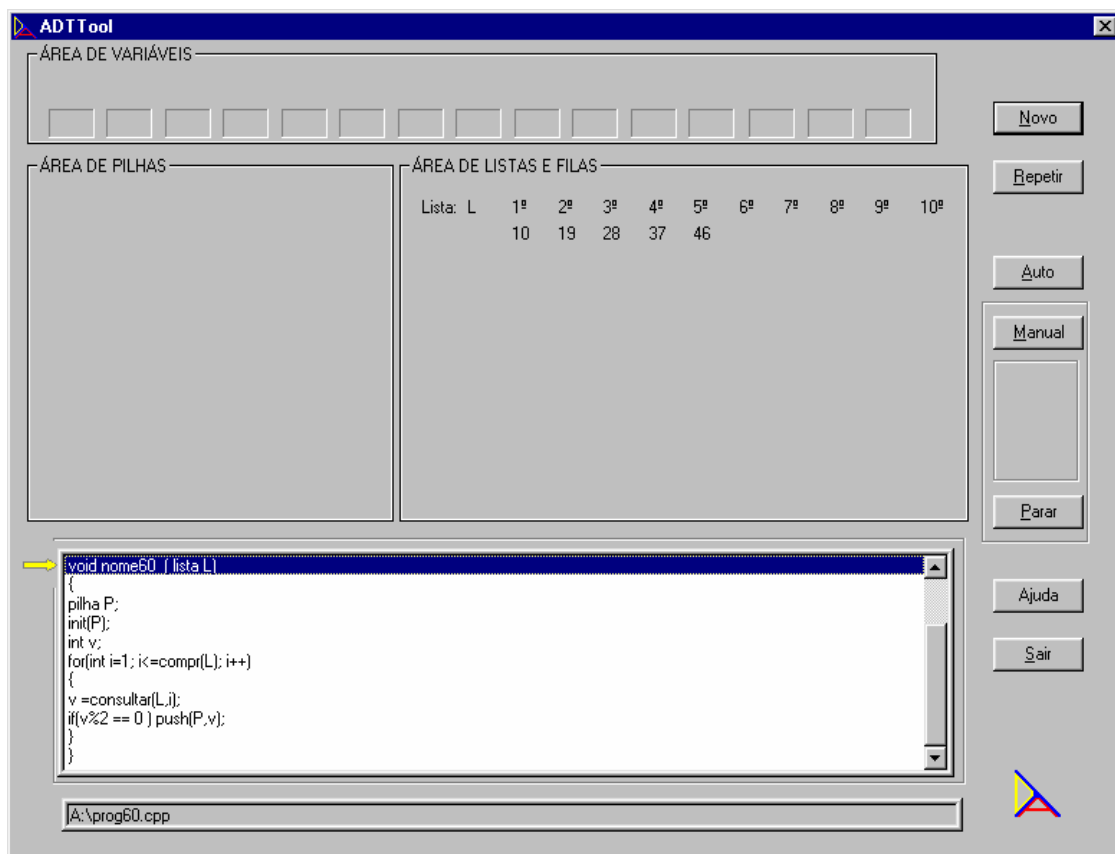 ADTTool
ÁREA DE VARIÁVEIS
Novo
ÁREA DE PILHAS
ÁREA DE LISTAS E FILAS
Repetir
Lista: L 1º 2º 3º 4º 5º 6º 7º 8º 9º 10º
10 19 28 37 46
Auto
Manual
Parar
void nome60 ( lista L)
{
pilha P;
init(P);
int v;
for(int i=1; i<=compr(L); i++)
{
v =consultar(L,i);
if(v%2 == 0 ) push(P,v);
}
}
Ajuda
Sair
A:\prog60.cpp